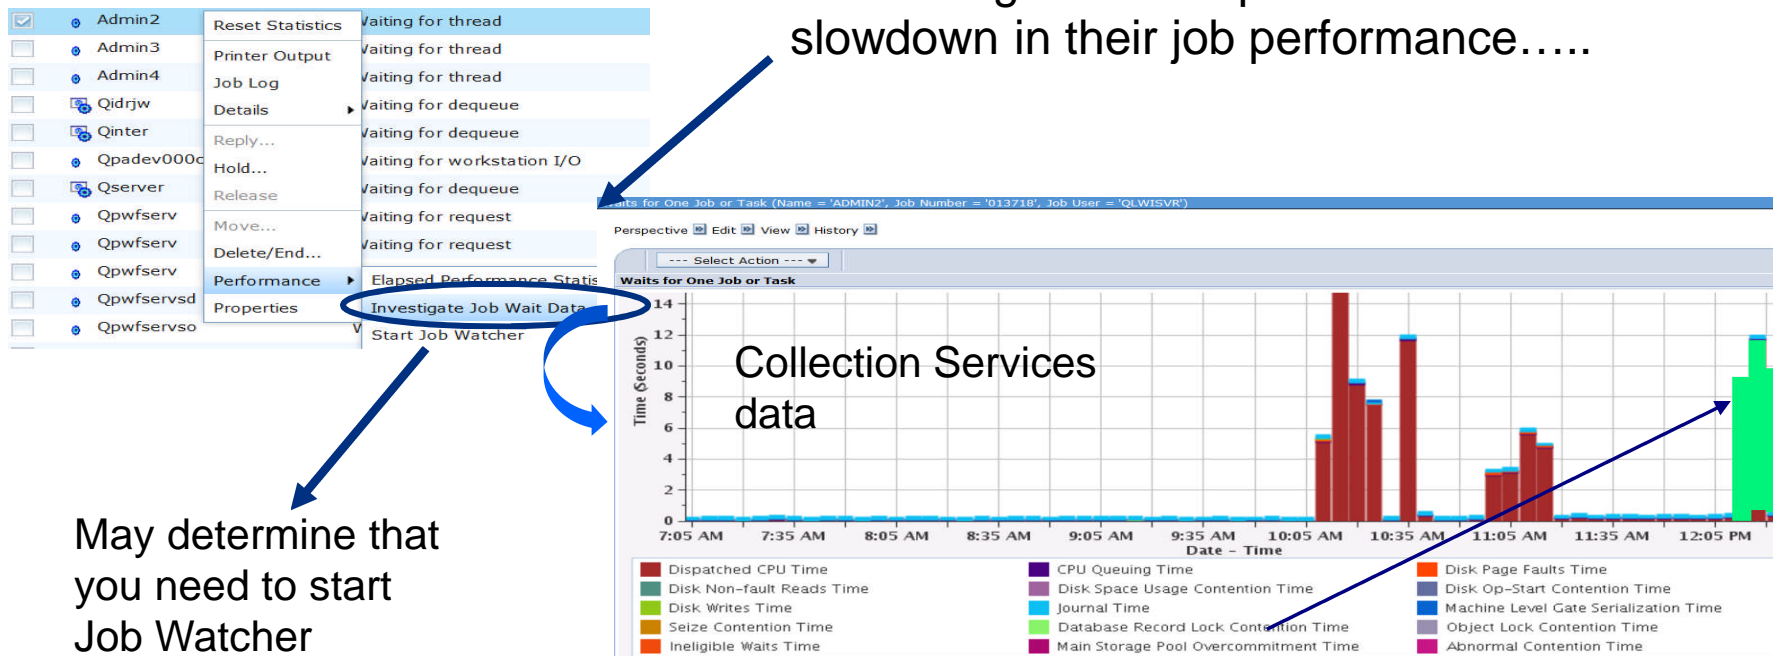 slowdown in their job performance…..
Admin2
Waiting for thread
Admin3
Waiting for thread
Admin4
Waiting for thread
Qidrjw
Waiting for dequeue
Qinter
Waiting for dequeue
Qpadev000c
Waiting for workstation I/O
Qserver
Waiting for dequeue
Qpwfserv
Waiting for request
Qpwfserv
Waiting for request
Qpwfserv
Qpwfservsd
Qpwfservso
Reset Statistics
Printer Output
Job Log
Details
Reply...
Hold...
Release
Move...
Delete/End...
Performance
Properties
Elapsed Performance Statis
Investigate Job Wait Data
Start Job Watcher
May determine that
you need to start
Job Watcher
Waits for One Job or Task (Name = 'ADMIN2', Job Number = '013718', Job User = 'QLWISVR')
Perspective Edit View History
--- Select Action ---
Waits for One Job or Task
Collection Services
data
Time (Seconds)
14
12
10
8
6
4
2
0
7:05 AM 7:35 AM 8:05 AM 8:35 AM 9:05 AM 9:35 AM 10:05 AM 10:35 AM 11:05 AM 11:35 AM 12:05 PM
Date - Time
Dispatched CPU Time CPU Queuing Time Disk Page Faults Time
Disk Non-fault Reads Time Disk Space Usage Contention Time Disk Op-Start Contention Time
Disk Writes Time Journal Time Machine Level Gate Serialization Time
Seize Contention Time Database Record Lock Contention Time Object Lock Contention Time
Ineligible Waits Time Main Storage Pool Overcommitment Time Abnormal Contention Time